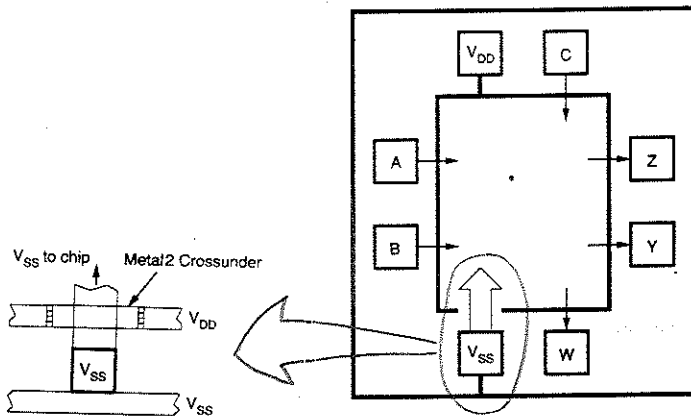 V_DD
C
A
Z
B
Y
V_SS
W
V_SS to chip
Metal2 Crossunder
V_DD
V_SS
V_SS